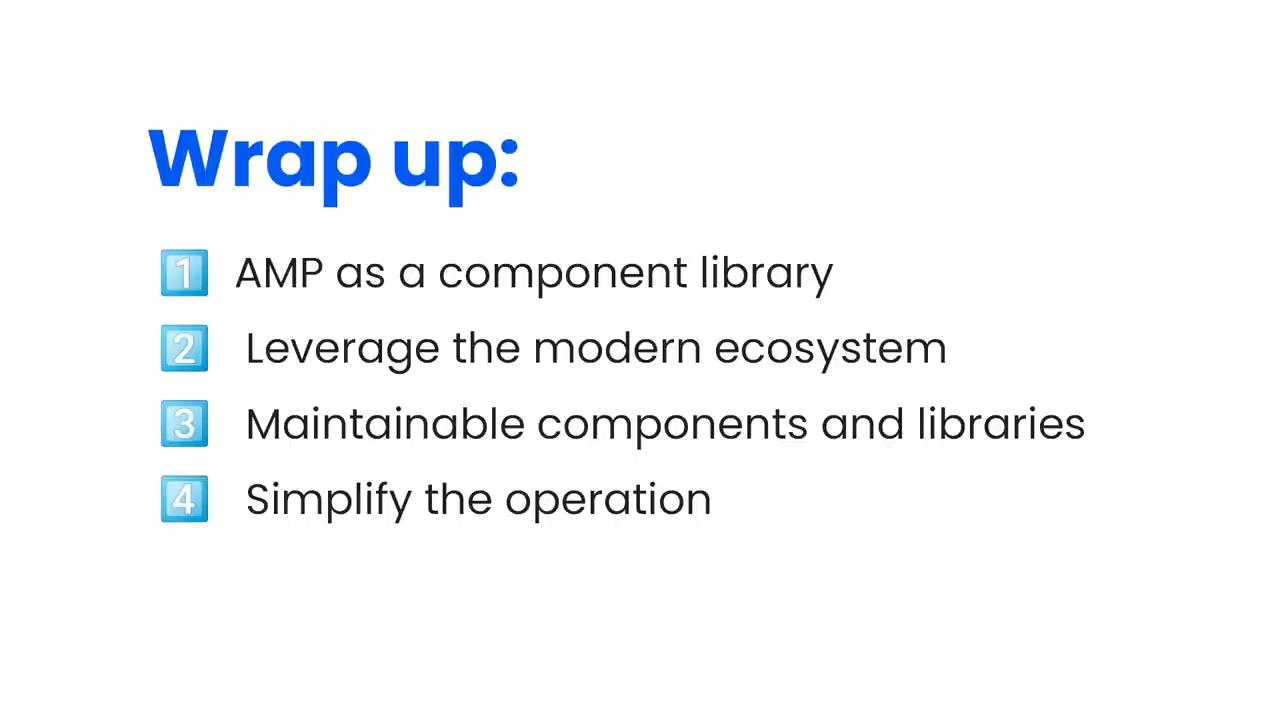 Wrap up:
1️⃣ AMP as a component library
2️⃣ Leverage the modern ecosystem
3️⃣ Maintainable components and libraries
4️⃣ Simplify the operation